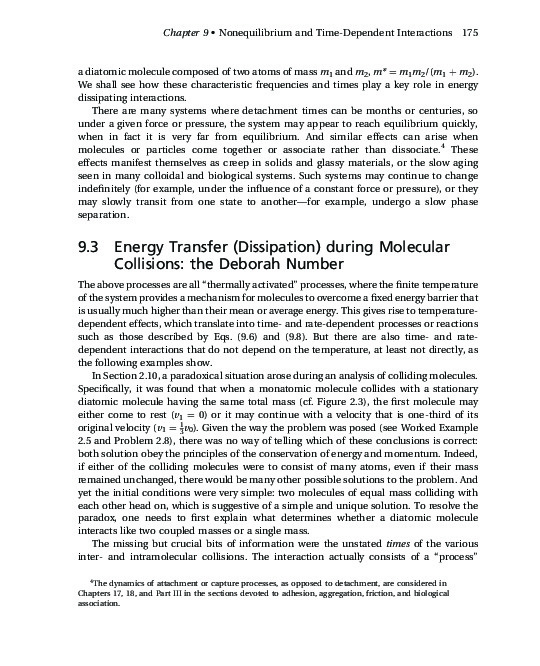 Chapter 9 • Nonequilibrium and Time-Dependent Interactions 175
a diatomic molecule composed of two atoms of mass m₁ and m₂, m* = m₁m₂/(m₁ + m₂).
We shall see how these characteristic frequencies and times play a key role in energy
dissipating interactions.
There are many systems where detachment times can be months or centuries, so
under a given force or pressure, the system may appear to reach equilibrium quickly,
when in fact it is very far from equilibrium. And similar effects can arise when
molecules or particles come together or associate rather than dissociate.⁴ These
effects manifest themselves as creep in solids and glassy materials, or the slow aging
seen in many colloidal and biological systems. Such systems may continue to change
indefinitely (for example, under the influence of a constant force or pressure), or they
may slowly transit from one state to another—for example, undergo a slow phase
separation.
9.3 Energy Transfer (Dissipation) during Molecular
Collisions: the Deborah Number
The above processes are all “thermally activated” processes, where the finite temperature
of the system provides a mechanism for molecules to overcome a fixed energy barrier that
is usually much higher than their mean or average energy. This gives rise to temperature-
dependent effects, which translate into time- and rate-dependent processes or reactions
such as those described by Eqs. (9.6) and (9.8). But there are also time- and rate-
dependent interactions that do not depend on the temperature, at least not directly, as
the following examples show.
In Section 2.10, a paradoxical situation arose during an analysis of colliding molecules.
Specifically, it was found that when a monatomic molecule collides with a stationary
diatomic molecule having the same total mass (cf. Figure 2.3), the first molecule may
either come to rest (v₁ = 0) or it may continue with a velocity that is one-third of its
original velocity (v₁ = ⅓v₀). Given the way the problem was posed (see Worked Example
2.5 and Problem 2.8), there was no way of telling which of these conclusions is correct:
both solution obey the principles of the conservation of energy and momentum. Indeed,
if either of the colliding molecules were to consist of many atoms, even if their mass
remained unchanged, there would be many other possible solutions to the problem. And
yet the initial conditions were very simple: two molecules of equal mass colliding with
each other head on, which is suggestive of a simple and unique solution. To resolve the
paradox, one needs to first explain what determines whether a diatomic molecule
interacts like two coupled masses or a single mass.
The missing but crucial bits of information were the unstated times of the various
inter- and intramolecular collisions. The interaction actually consists of a “process”
⁴The dynamics of attachment or capture processes, as opposed to detachment, are considered in
Chapters 17, 18, and Part III in the sections devoted to adhesion, aggregation, friction, and biological
association.